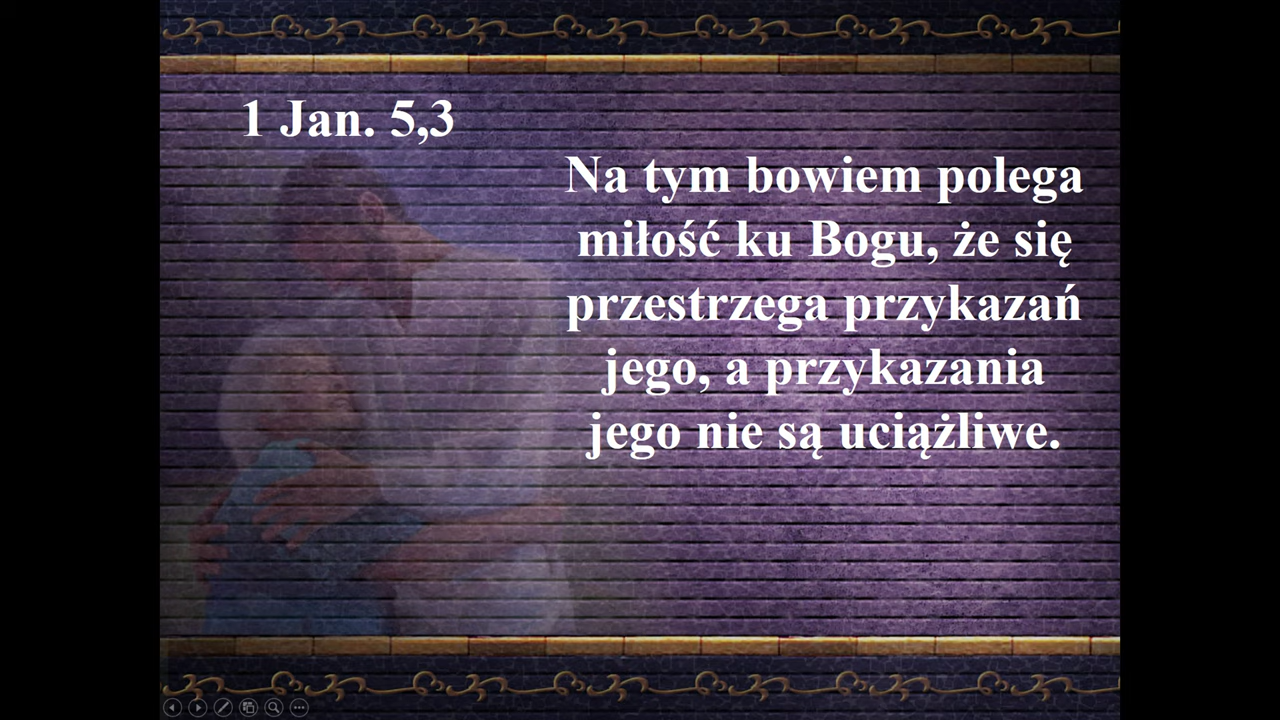 1 Jan. 5,3
Na tym bowiem polega
miłość ku Bogu, że się
przestrzega przykazań
jego, a przykazania
jego nie są uciążliwe.